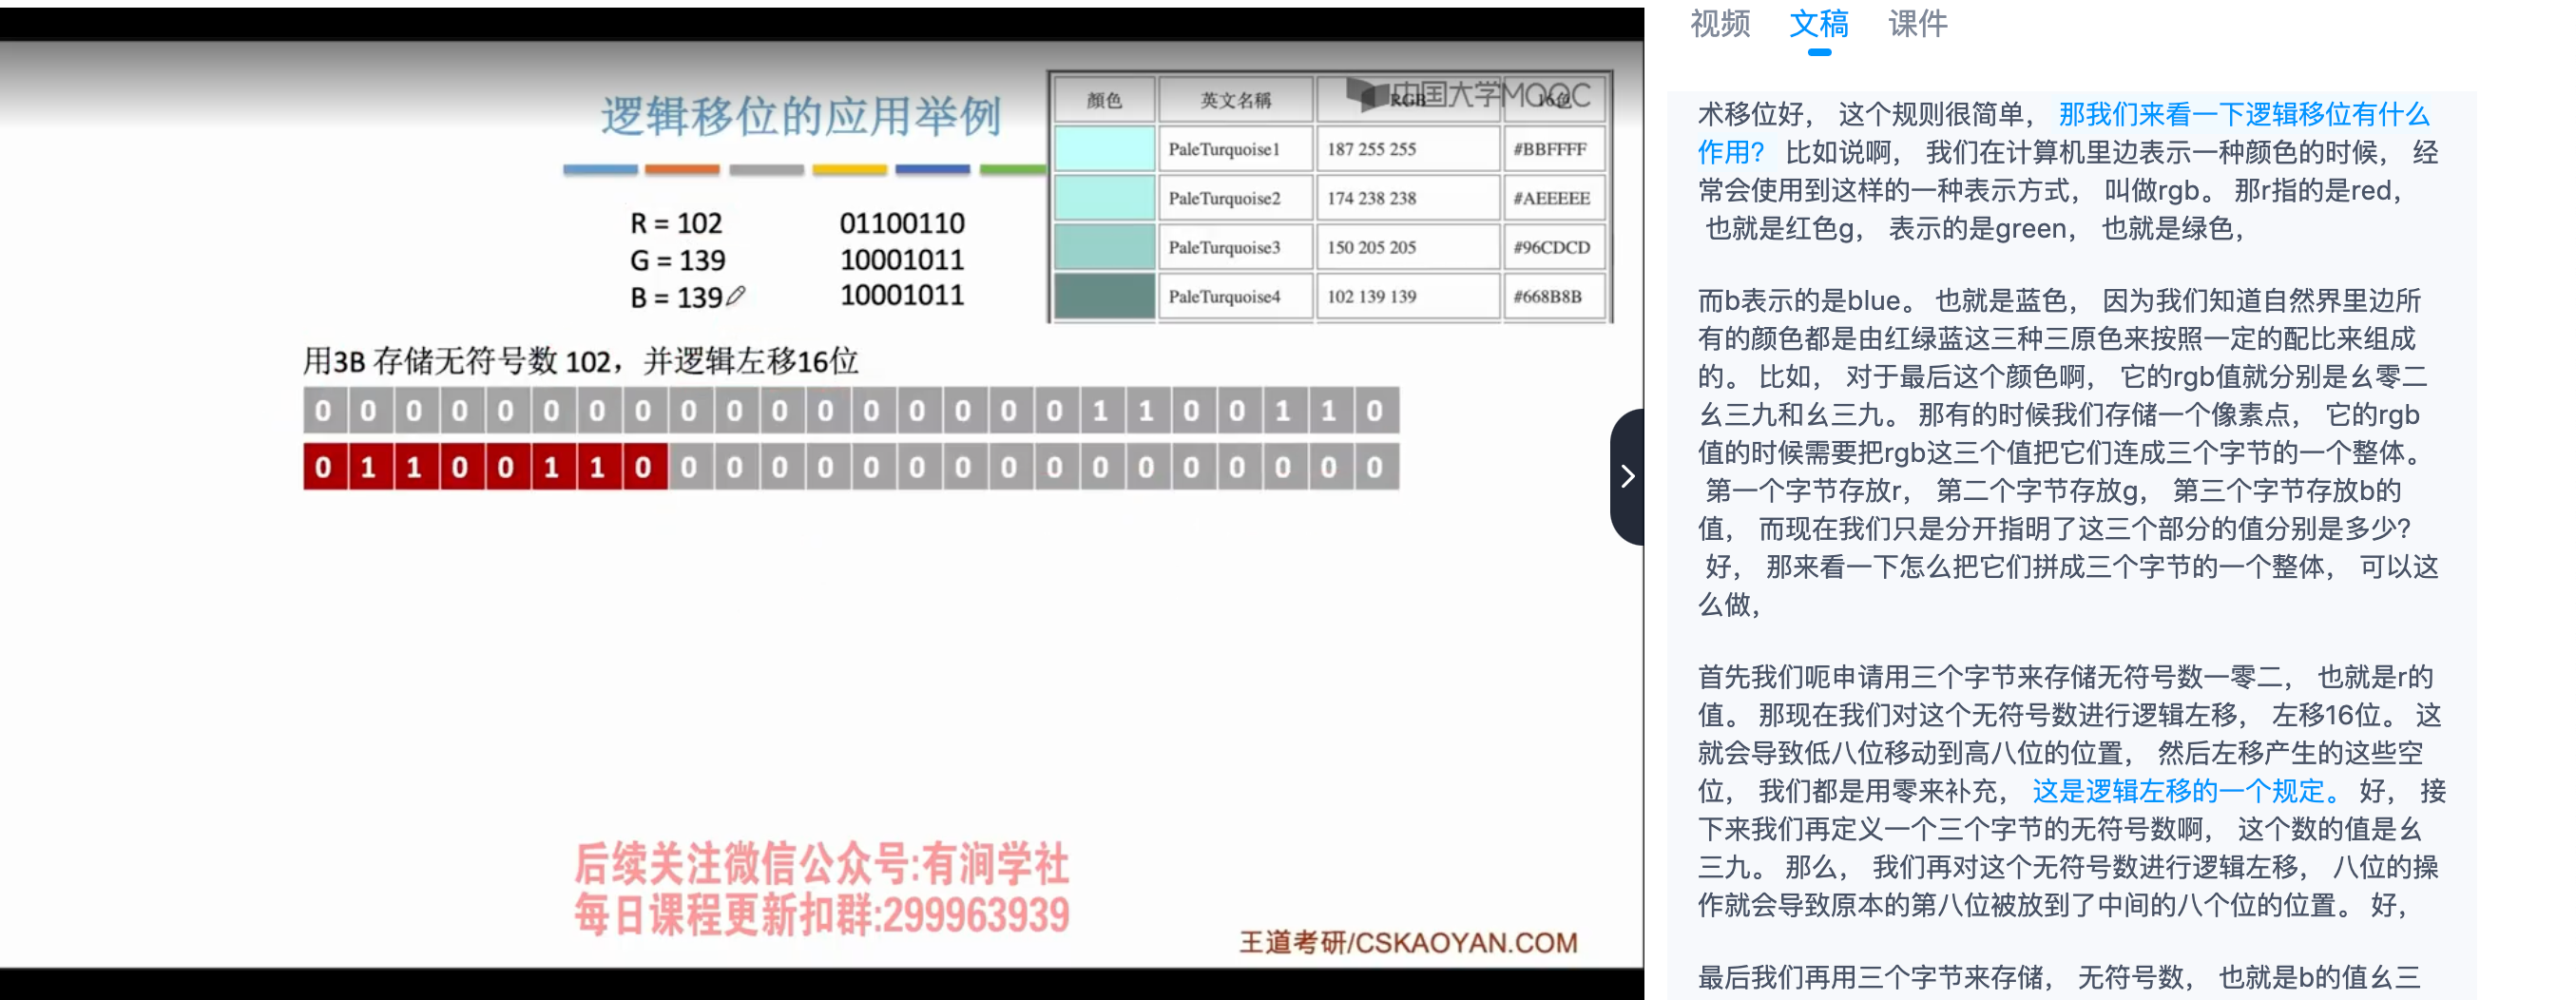 逻辑移位的应用举例
中国大学MOOC
顏色 英文名稱 RGB 16色
PaleTurquoise1 187 255 255 #BBFFFF
PaleTurquoise2 174 238 238 #AEEEEE
PaleTurquoise3 150 205 205 #96CDCD
PaleTurquoise4 102 139 139 #668B8B
R = 102 01100110
G = 139 10001011
B = 139 10001011
用3B 存储无符号数 102，并逻辑左移16位
0 0 0 0 0 0 0 0 0 0 0 0 0 0 0 0 0 1 1 0 0 1 1 0
0 1 1 0 0 1 1 0 0 0 0 0 0 0 0 0 0 0 0 0 0 0 0 0
后续关注微信公众号:有涧学社
每日课程更新扣群:299963939
王道考研/CSKAOYAN.COM
视频 文稿 课件
术移位好， 这个规则很简单， 那我们来看一下逻辑移位有什么
作用？ 比如说啊， 我们在计算机里边表示一种颜色的时候， 经
常会使用到这样的一种表示方式， 叫做rgb。 那r指的是red，
也就是红色g， 表示的是green， 也就是绿色，
而b表示的是blue。 也就是蓝色， 因为我们知道自然界里边所
有的颜色都是由红绿蓝这三种三原色来按照一定的配比来组成
的。 比如， 对于最后这个颜色啊， 它的rgb值就分别是幺零二
幺三九和幺三九。 那有的时候我们存储一个像素点， 它的rgb
值的时候需要把rgb这三个值把它们连成三个字节的一个整体。
第一个字节存放r， 第二个字节存放g， 第三个字节存放b的
值， 而现在我们只是分开指明了这三个部分的值分别是多少？
好， 那来看一下怎么把它们拼成三个字节的一个整体， 可以这
么做，
首先我们呃申请用三个字节来存储无符号数一零二， 也就是r的
值。 那现在我们对这个无符号数进行逻辑左移， 左移16位。 这
就会导致低八位移动到高八位的位置， 然后左移产生的这些空
位， 我们都是用零来补充， 这是逻辑左移的一个规定。 好， 接
下来我们再定义一个三个字节的无符号数啊， 这个数的值是幺
三九。 那么， 我们再对这个无符号数进行逻辑左移， 八位的操
作就会导致原本的第八位被放到了中间的八个位的位置。 好，
最后我们再用三个字节来存储， 无符号数， 也就是b的值幺三